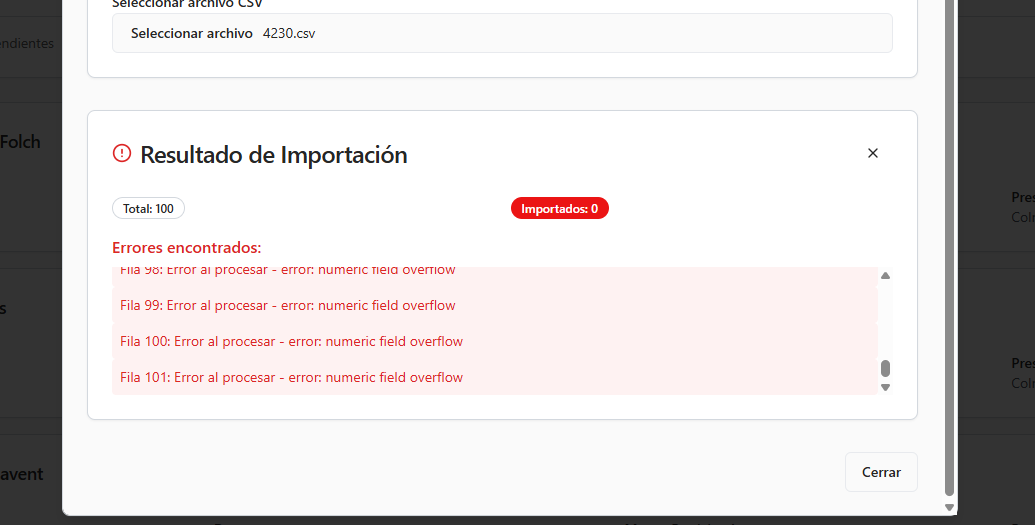 Seleccionar archivo CSV
Seleccionar archivo 4230.csv
ndientes
Folch
Resultado de Importación
Total: 100
Importados: 0
Pres
Colm
Errores encontrados:
Fila 98: Error al procesar - error: numeric field overflow
Fila 99: Error al procesar - error: numeric field overflow
s
Fila 100: Error al procesar - error: numeric field overflow
Fila 101: Error al procesar - error: numeric field overflow
Pres
avent
Cerrar